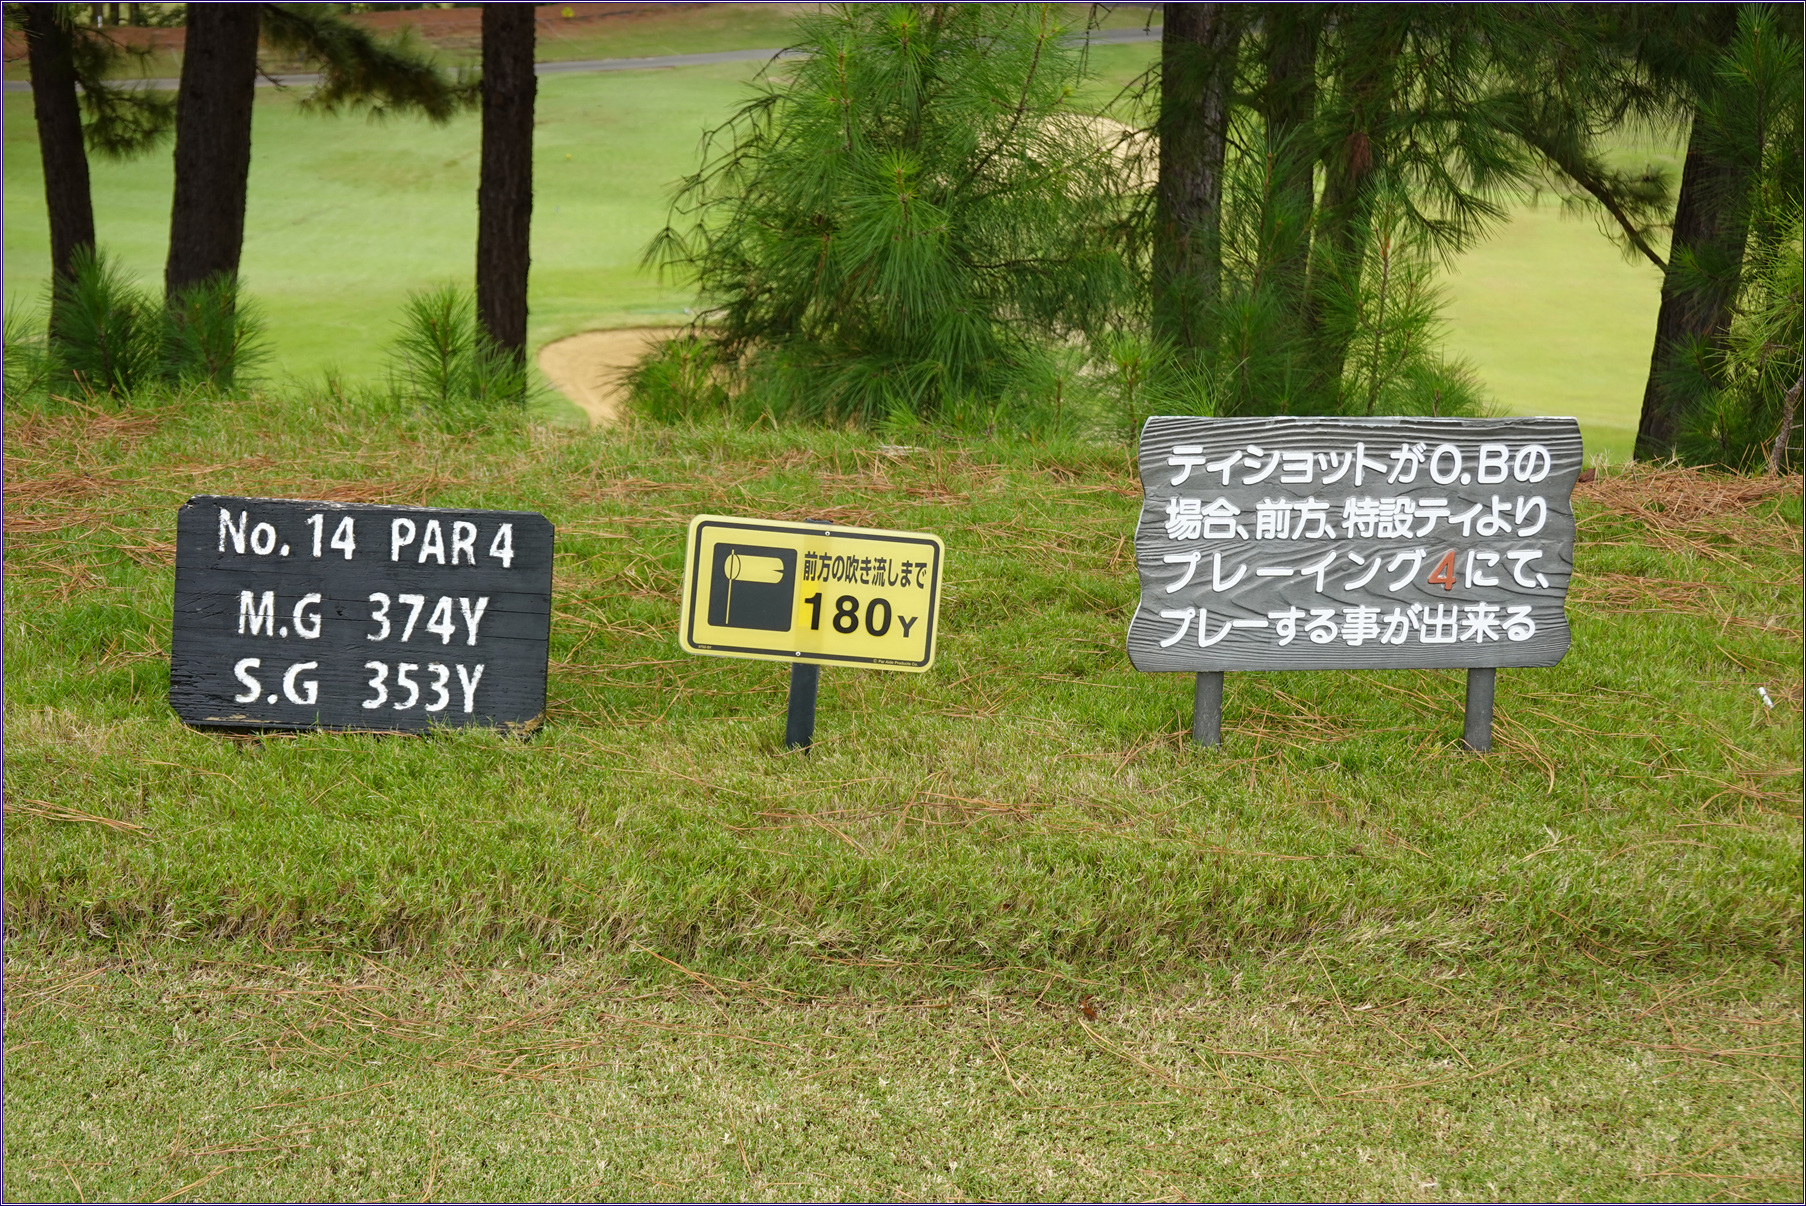 No. 14 PAR 4
M.G 374Y
S.G 353Y
前方の吹き流しまで
180Y
ティショットがO.Bの
場合、前方、特設ティより
プレーイング4にて、
プレーする事が出来る